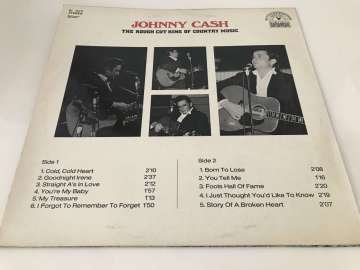 STEREO
JOHNNY CASH
THE ROUGH CUT KING OF COUNTRY MUSIC
Side 1
1. Cold, Cold Heart 2'10
2. Goodnight Irene 2'37
3. Straight A's in Love 2'12
4. You're My Baby 1'57
5. My Treasure 1'13
6. I Forgot To Remember To Forget 1'50
Side 2
1. Born To Lose 2'08
2. You Tell Me 1'16
3. Fools Hall Of Fame 2'20
4. I Just Thought You'd Like To Know 2'19
5. Story Of A Broken Heart 2'07